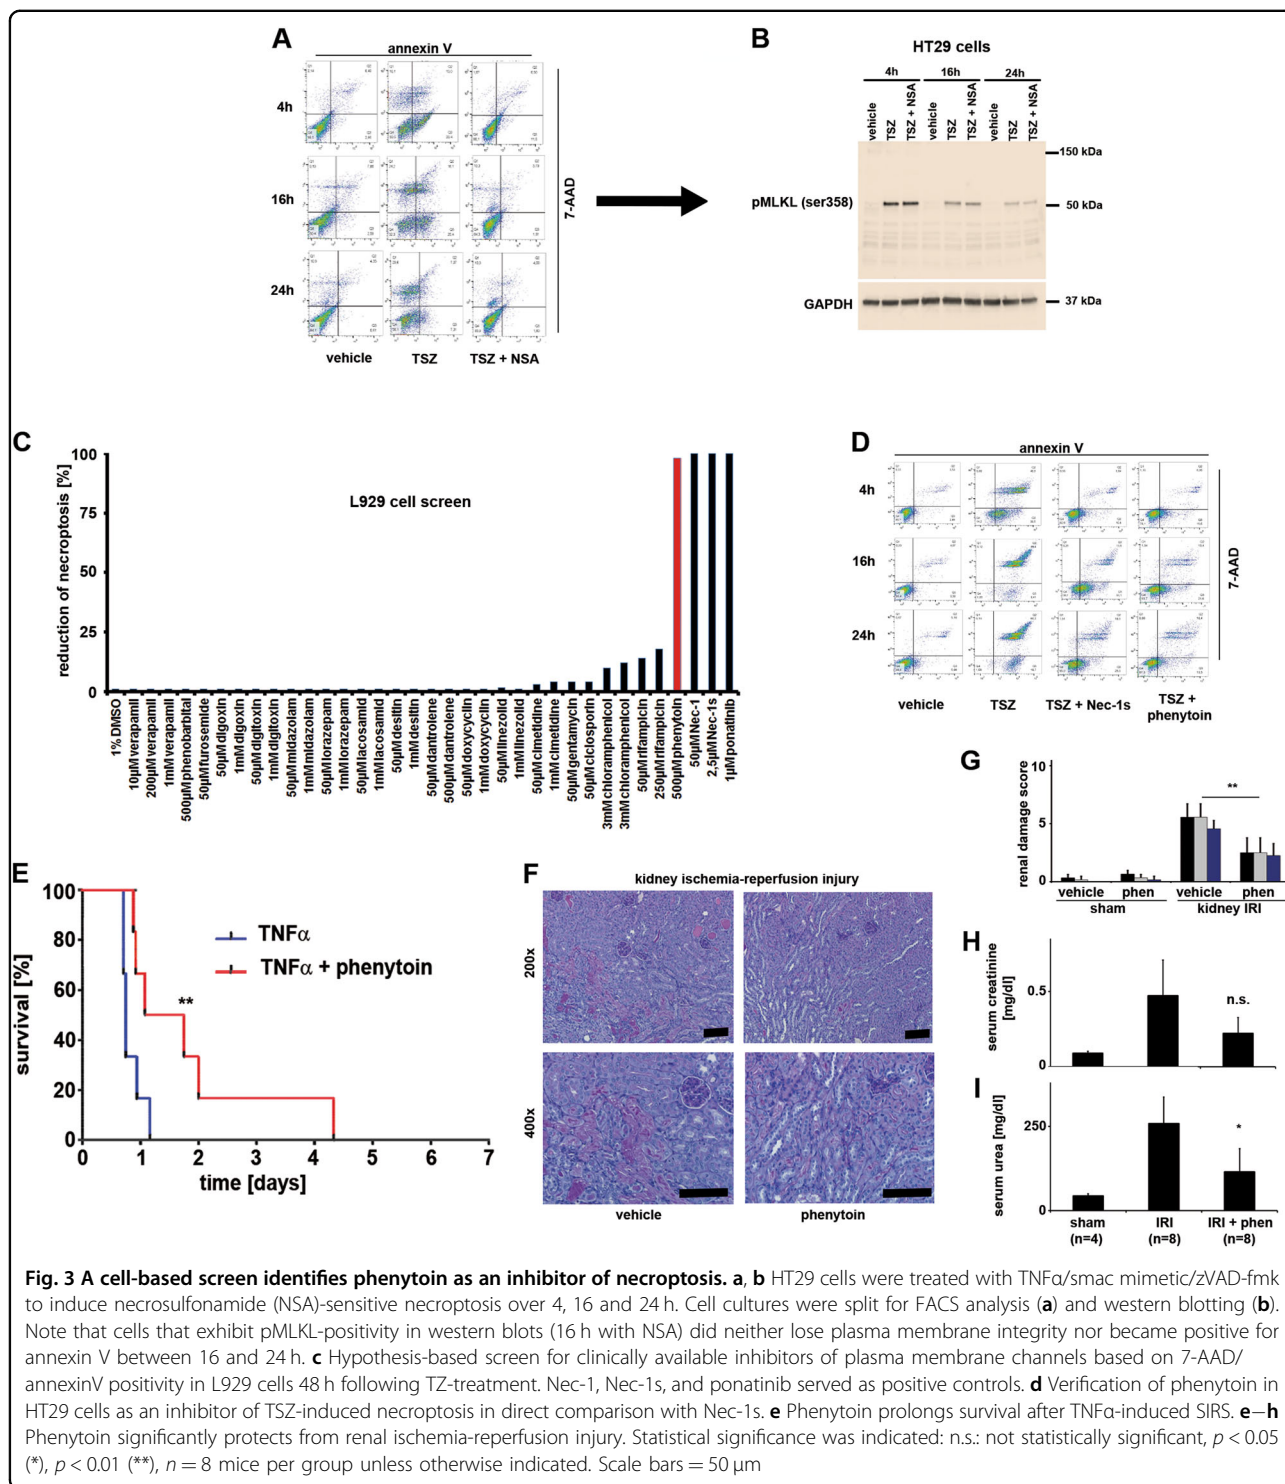 A
annexin V
4h
16h
24h
7-AAD
vehicle
TSZ
TSZ + NSA
B
HT29 cells
4h
16h
24h
vehicle
TSZ
TSZ + NSA
vehicle
TSZ
TSZ + NSA
vehicle
TSZ
TSZ + NSA
150 kDa
pMLKL (ser358)
50 kDa
GAPDH
37 kDa
C
reduction of necroptosis [%]
100
75
50
25
0
L929 cell screen
1% DMSO
10µM verapamil
200µM verapamil
1mM verapamil
500µM phenobarbital
50µM furosemide
50µM digoxin
1mM digoxin
50µM digitoxin
1mM digitoxin
50µM midazolam
1mM midazolam
50µM lorazepam
1mM lorazepam
50µM lacosamid
1mM lacosamid
50µM desitin
1mM desitin
50µM dantrolene
500µM dantrolene
50µM doxycyclin
1mM doxycyclin
50µM linezolid
1mM linezolid
50µM cimetidine
1mM cimetidine
50µM gentamycin
50µM ciclosporin
3mM chloramphenicol
3mM chloramphenicol
50µM rifampicin
250µM rifampicin
500µM phenytoin
50µM Nec-1
2,5µM Nec-1s
1µM ponatinib
D
annexin V
4h
16h
24h
7-AAD
vehicle
TSZ
TSZ + Nec-1s
TSZ +
phenytoin
E
survival [%]
100
80
60
40
20
0
TNFα
TNFα + phenytoin
**
0 1 2 3 4 5 6 7
time [days]
F
kidney ischemia-reperfusion injury
200x
400x
vehicle
phenytoin
G
renal damage score
10
5
0
**
vehicle
phen
vehicle
phen
sham
kidney IRI
H
serum creatinine
[mg/dl]
0.5
0
n.s.
I
serum urea [mg/dl]
250
0
*
sham
(n=4)
IRI
(n=8)
IRI + phen
(n=8)
Fig. 3 A cell-based screen identifies phenytoin as an inhibitor of necroptosis. a, b HT29 cells were treated with TNFα/smac mimetic/zVAD-fmk
to induce necrosulfonamide (NSA)-sensitive necroptosis over 4, 16 and 24 h. Cell cultures were split for FACS analysis (a) and western blotting (b).
Note that cells that exhibit pMLKL-positivity in western blots (16 h with NSA) did neither lose plasma membrane integrity nor became positive for
annexin V between 16 and 24 h. c Hypothesis-based screen for clinically available inhibitors of plasma membrane channels based on 7-AAD/
annexinV positivity in L929 cells 48 h following TZ-treatment. Nec-1, Nec-1s, and ponatinib served as positive controls. d Verification of phenytoin in
HT29 cells as an inhibitor of TSZ-induced necroptosis in direct comparison with Nec-1s. e Phenytoin prolongs survival after TNFα-induced SIRS. e–h
Phenytoin significantly protects from renal ischemia-reperfusion injury. Statistical significance was indicated: n.s.: not statistically significant, p < 0.05
(*), p < 0.01 (**), n = 8 mice per group unless otherwise indicated. Scale bars = 50 µm